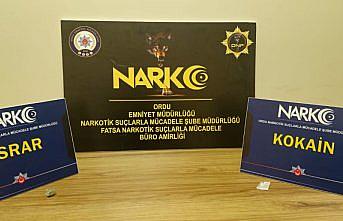 NARKO
ORDU
EMNİYET MÜDÜRLÜĞÜ
NARKOTİK SUÇLARLA MÜCADELE ŞUBE MÜDÜRLÜĞÜ
FATSA NARKOTİK SUÇLARLA MÜCADELE
BÜRO AMİRLİĞİ
NARKO
SRAR
NARKO
KOKAİN